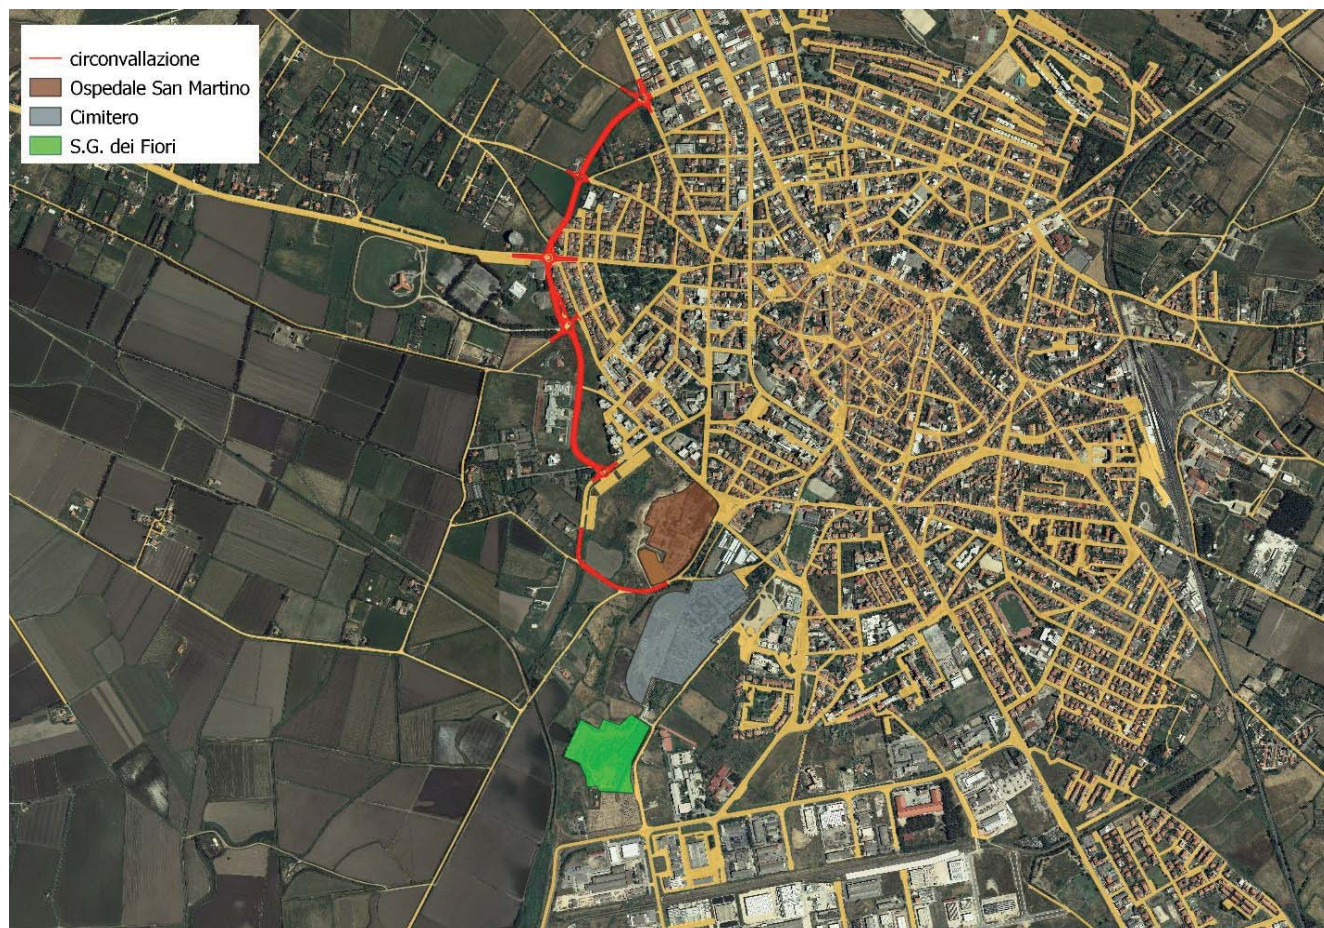 circonvallazione
Ospedale San Martino
Cimitero
S.G. dei Fiori